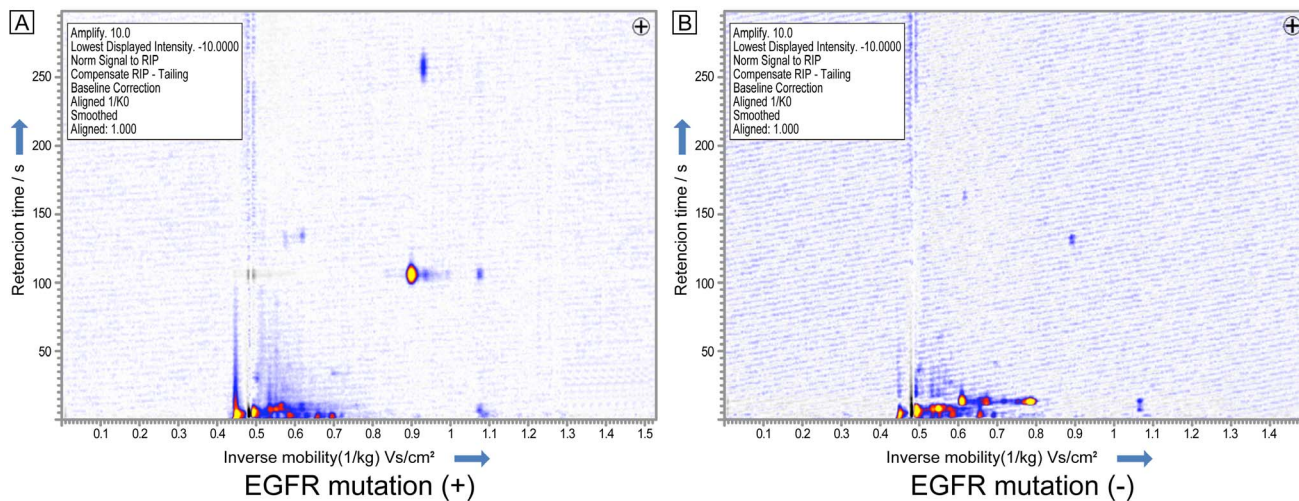 A
Amplify. 10.0
Lowest Displayed Intensity. -10.0000
Norm Signal to RIP
Compensate RIP - Tailing
Baseline Correction
Aligned 1/K0
Smoothed
Aligned: 1.000
Retencion time / s
250
200
150
100
50
0.1 0.2 0.3 0.4 0.5 0.6 0.7 0.8 0.9 1.0 1.1 1.2 1.3 1.4 1.5
Inverse mobility(1/kg) Vs/cm²
EGFR mutation (+)
B
Amplify. 10.0
Lowest Displayed Intensity. -10.0000
Norm Signal to RIP
Compensate RIP - Tailing
Baseline Correction
Aligned 1/K0
Smoothed
Aligned: 1.000
Retencion time / s
250
200
150
100
50
0.1 0.2 0.3 0.4 0.5 0.6 0.7 0.8 0.9 1.0 1.1 1.2 1.3 1.4
Inverse mobility(1/kg) Vs/cm²
EGFR mutation (-)